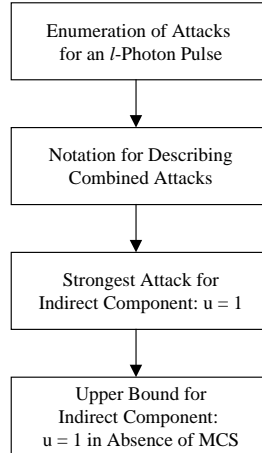 Enumeration of Attacks
for an l-Photon Pulse
Notation for Describing
Combined Attacks
Strongest Attack for
Indirect Component: u = 1
Upper Bound for
Indirect Component:
u = 1 in Absence of MCS